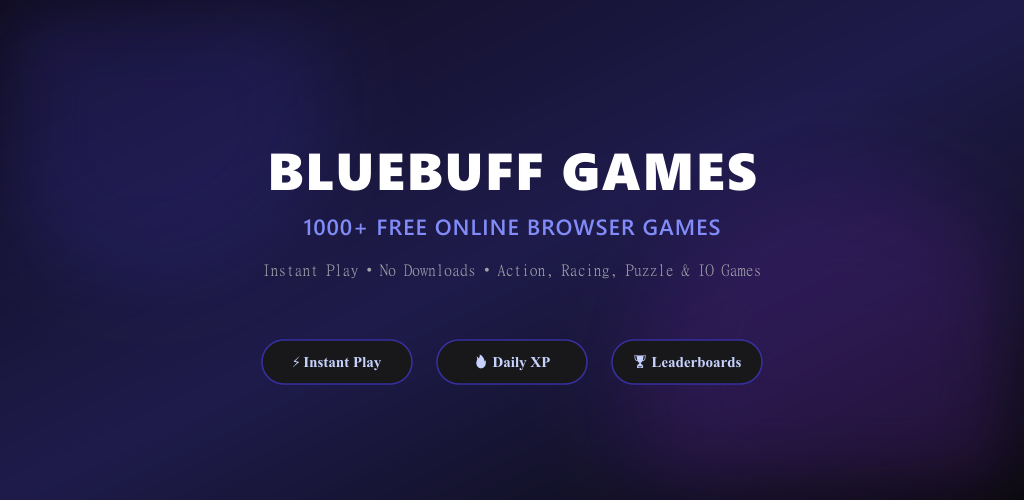 BLUEBUFF GAMES
1000+ FREE ONLINE BROWSER GAMES
Instant Play • No Downloads • Action, Racing, Puzzle & IO Games
⚡ Instant Play
🔥 Daily XP
🏆 Leaderboards